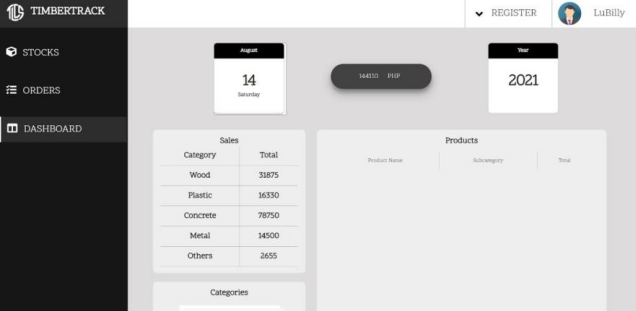 TIMBERTRACK
REGISTER
LuBilly
STOCKS
ORDERS
DASHBOARD
August
14
Saturday
144110 PHP
Year
2021
Sales
Category Total
Wood 31875
Plastic 16330
Concrete 78750
Metal 14500
Others 2655
Products
Product Name Subcategory Total
Categories